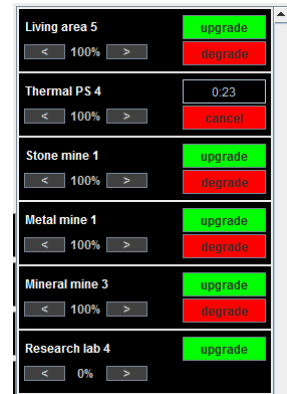 Living area 5 upgrade
< 100% > degrade
Thermal PS 4 0:23
< 100% > cancel
Stone mine 1 upgrade
< 100% > degrade
Metal mine 1 upgrade
< 100% > degrade
Mineral mine 3 upgrade
< 100% > degrade
Research lab 4 upgrade
< 0% >